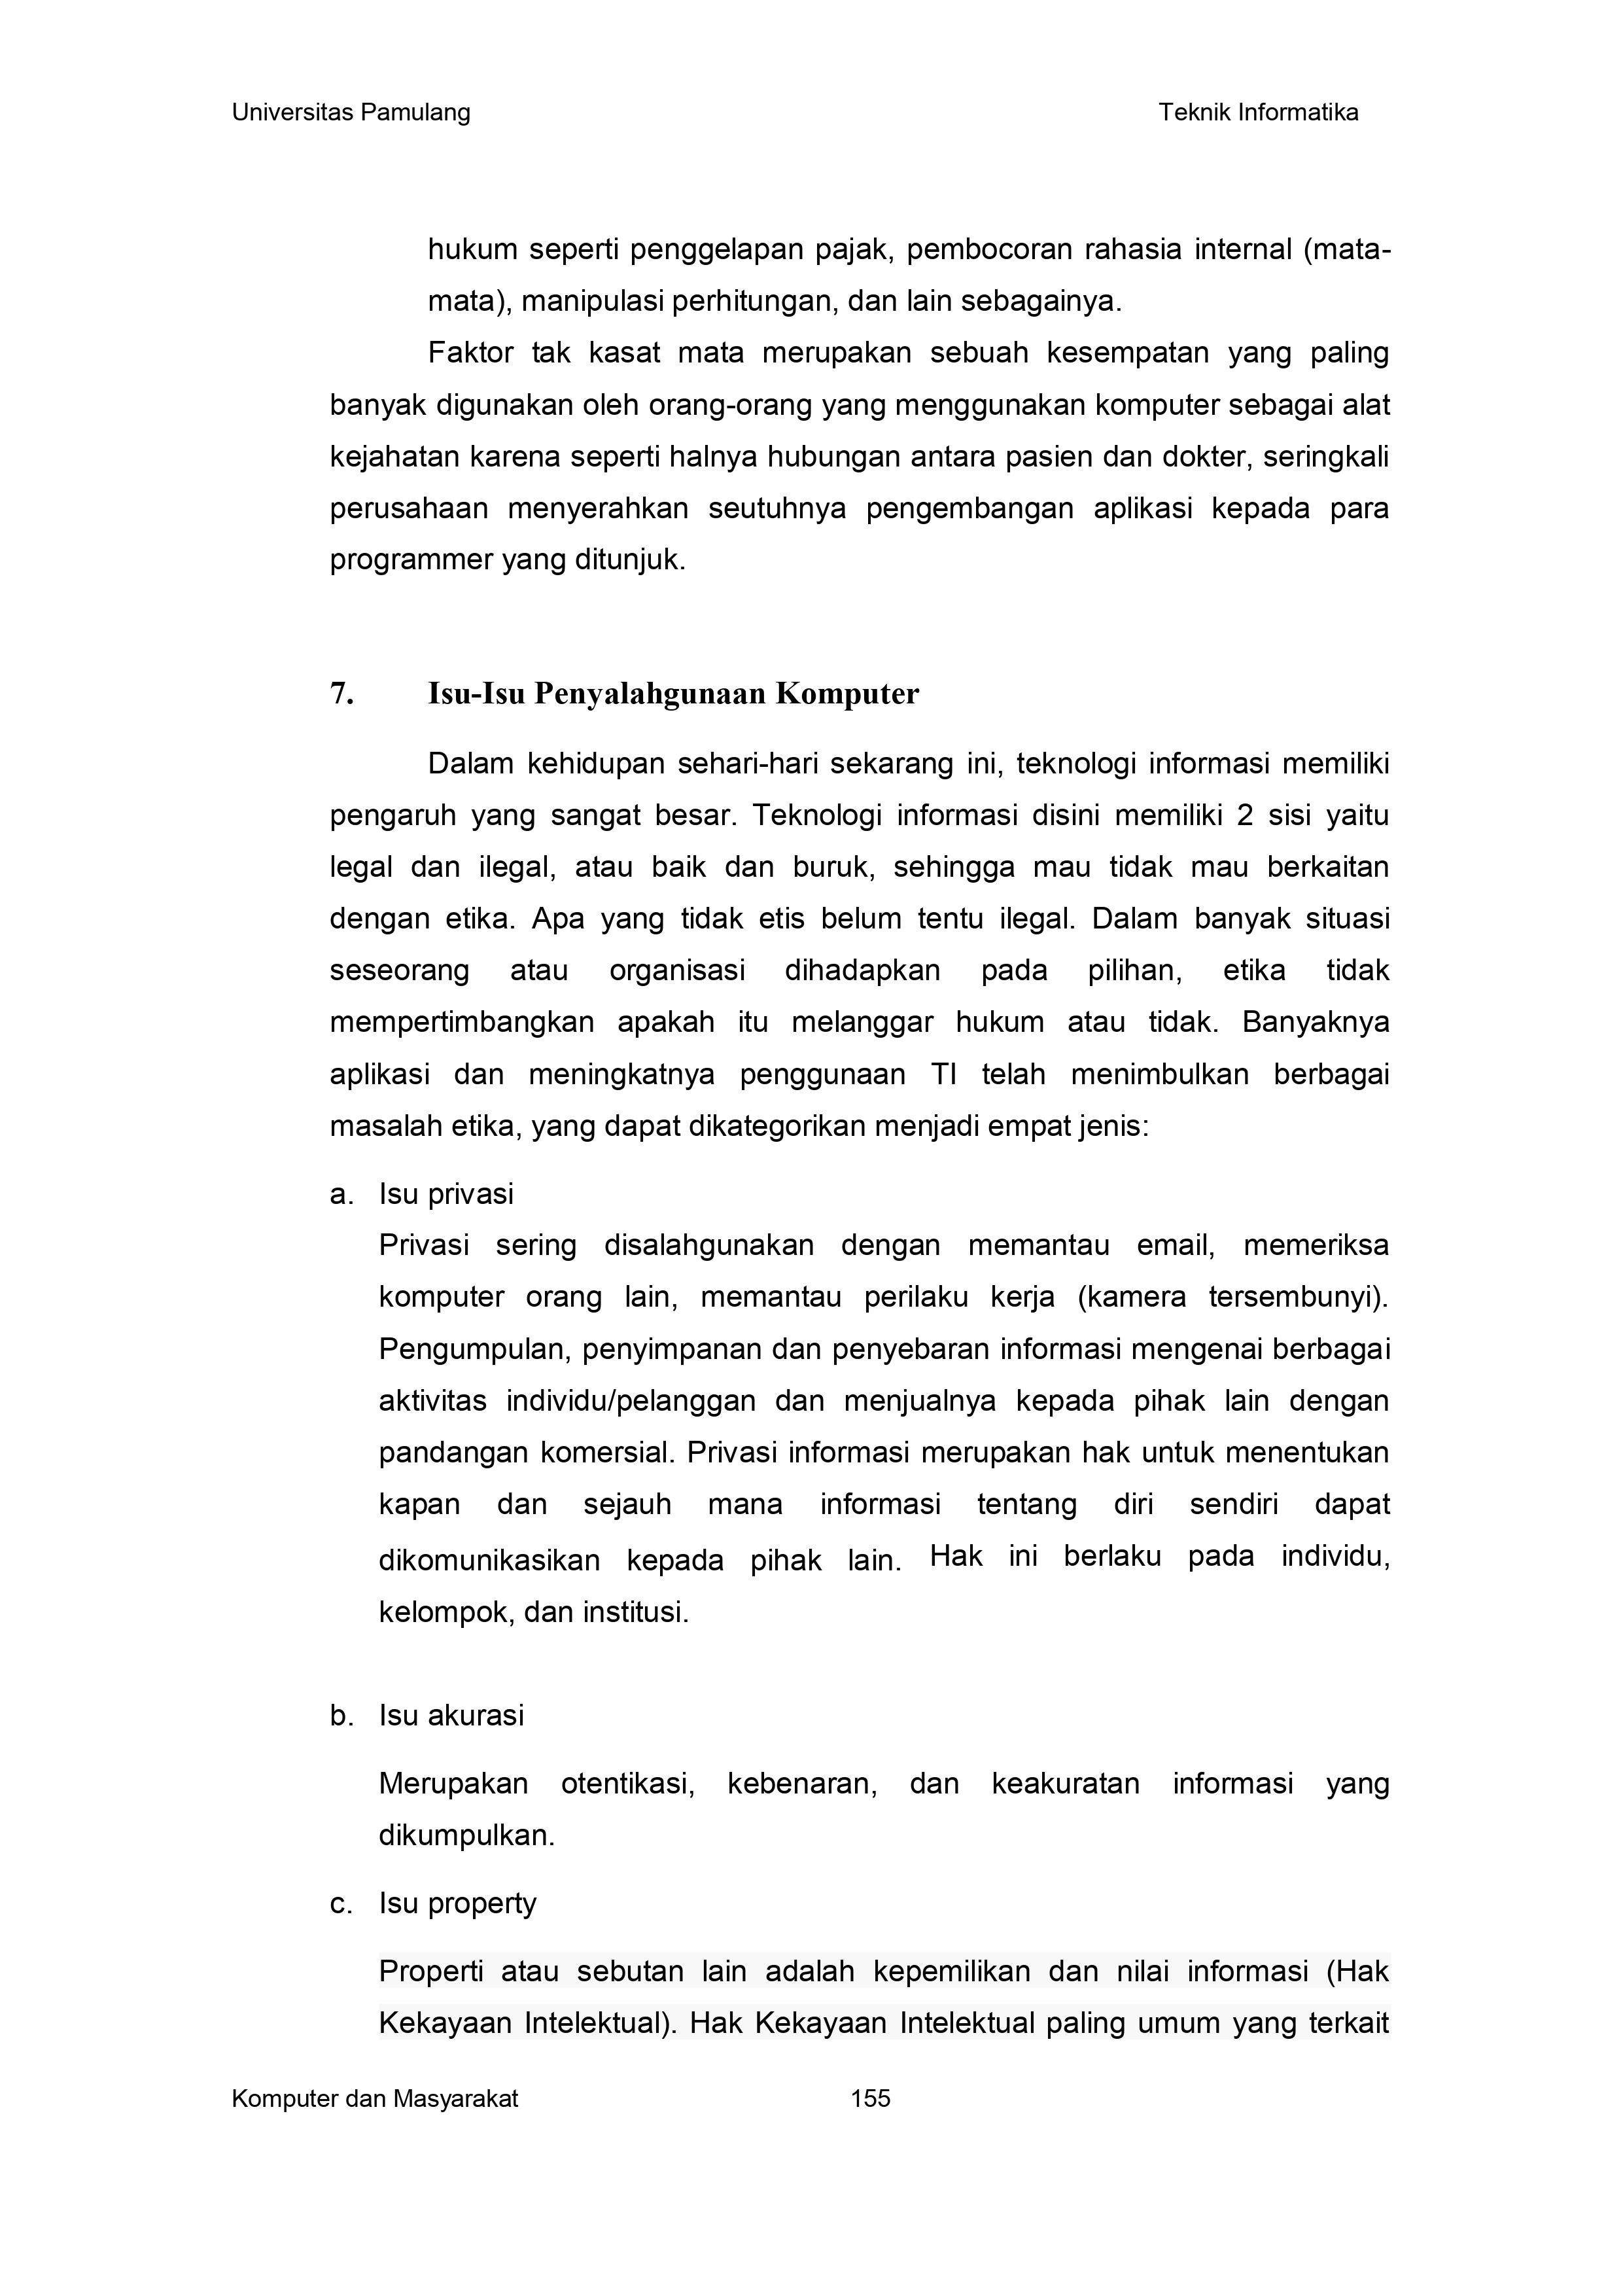 Universitas Pamulang Teknik Informatika
hukum seperti penggelapan pajak, pembocoran rahasia internal (mata-
mata), manipulasi perhitungan, dan lain sebagainya.
Faktor tak kasat mata merupakan sebuah kesempatan yang paling
banyak digunakan oleh orang-orang yang menggunakan komputer sebagai alat
kejahatan karena seperti halnya hubungan antara pasien dan dokter, seringkali
perusahaan menyerahkan seutuhnya pengembangan aplikasi kepada para
programmer yang ditunjuk.
7. Isu-Isu Penyalahgunaan Komputer
Dalam kehidupan sehari-hari sekarang ini, teknologi informasi memiliki
pengaruh yang sangat besar. Teknologi informasi disini memiliki 2 sisi yaitu
legal dan ilegal, atau baik dan buruk, sehingga mau tidak mau berkaitan
dengan etika. Apa yang tidak etis belum tentu ilegal. Dalam banyak situasi
seseorang atau organisasi dihadapkan pada pilihan, etika tidak
mempertimbangkan apakah itu melanggar hukum atau tidak. Banyaknya
aplikasi dan meningkatnya penggunaan TI telah menimbulkan berbagai
masalah etika, yang dapat dikategorikan menjadi empat jenis:
a. Isu privasi
Privasi sering disalahgunakan dengan memantau email, memeriksa
komputer orang lain, memantau perilaku kerja (kamera tersembunyi).
Pengumpulan, penyimpanan dan penyebaran informasi mengenai berbagai
aktivitas individu/pelanggan dan menjualnya kepada pihak lain dengan
pandangan komersial. Privasi informasi merupakan hak untuk menentukan
kapan dan sejauh mana informasi tentang diri sendiri dapat
dikomunikasikan kepada pihak lain. Hak ini berlaku pada individu,
kelompok, dan institusi.
b. Isu akurasi
Merupakan otentikasi, kebenaran, dan keakuratan informasi yang
dikumpulkan.
c. Isu property
Properti atau sebutan lain adalah kepemilikan dan nilai informasi (Hak
Kekayaan Intelektual). Hak Kekayaan Intelektual paling umum yang terkait
Komputer dan Masyarakat 155